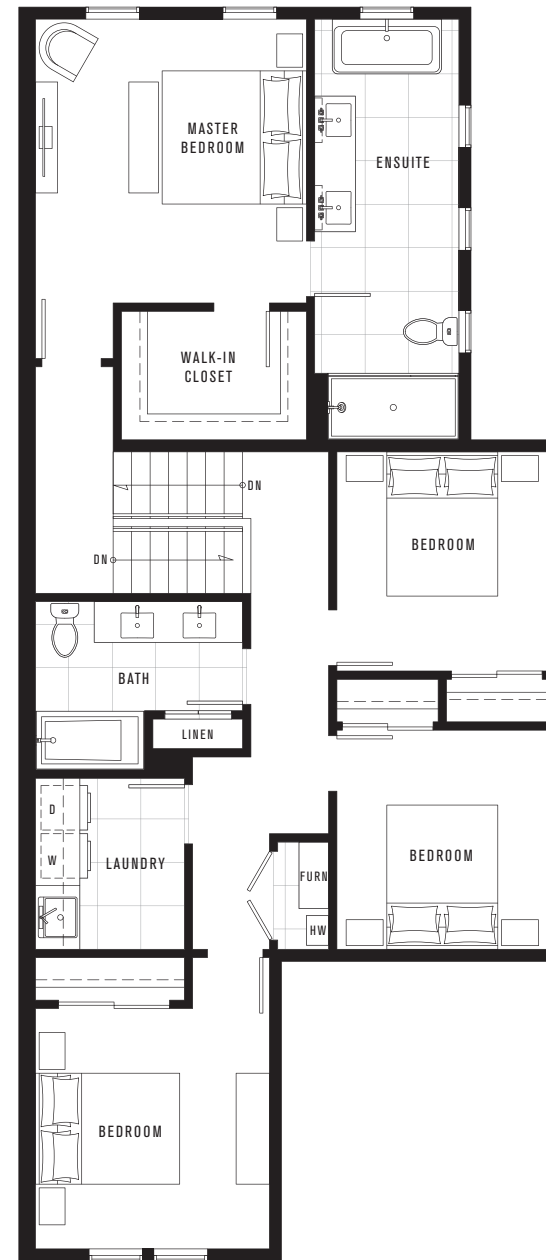 MASTER
BEDROOM
ENSUITE
WALK-IN
CLOSET
DN
DN
BEDROOM
BATH
LINEN
D
W
LAUNDRY
FURN
HW
BEDROOM
BEDROOM